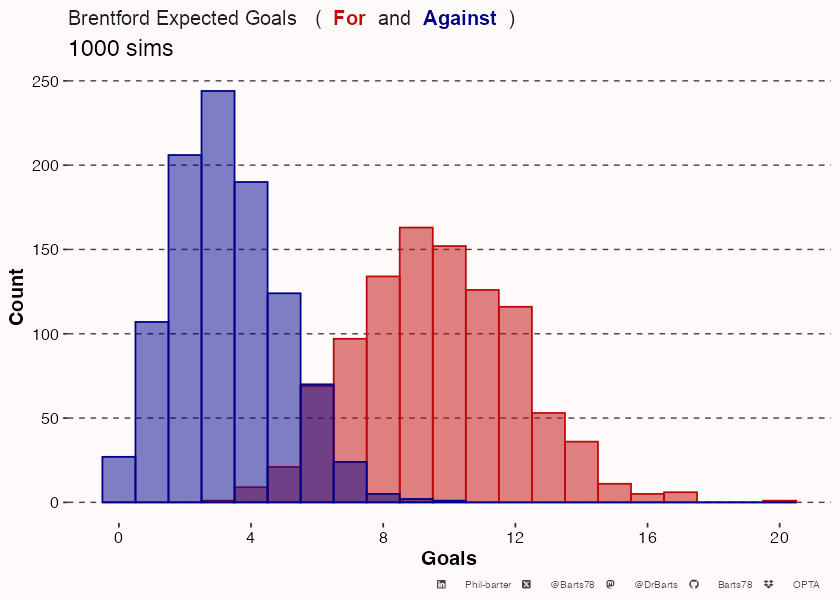 Brentford Expected Goals ( For and Against )
1000 sims
250
200
150
100
50
0
Count
0 4 8 12 16 20
Goals
Phil-barter @Barts78 @DrBarts Barts78 OPTA